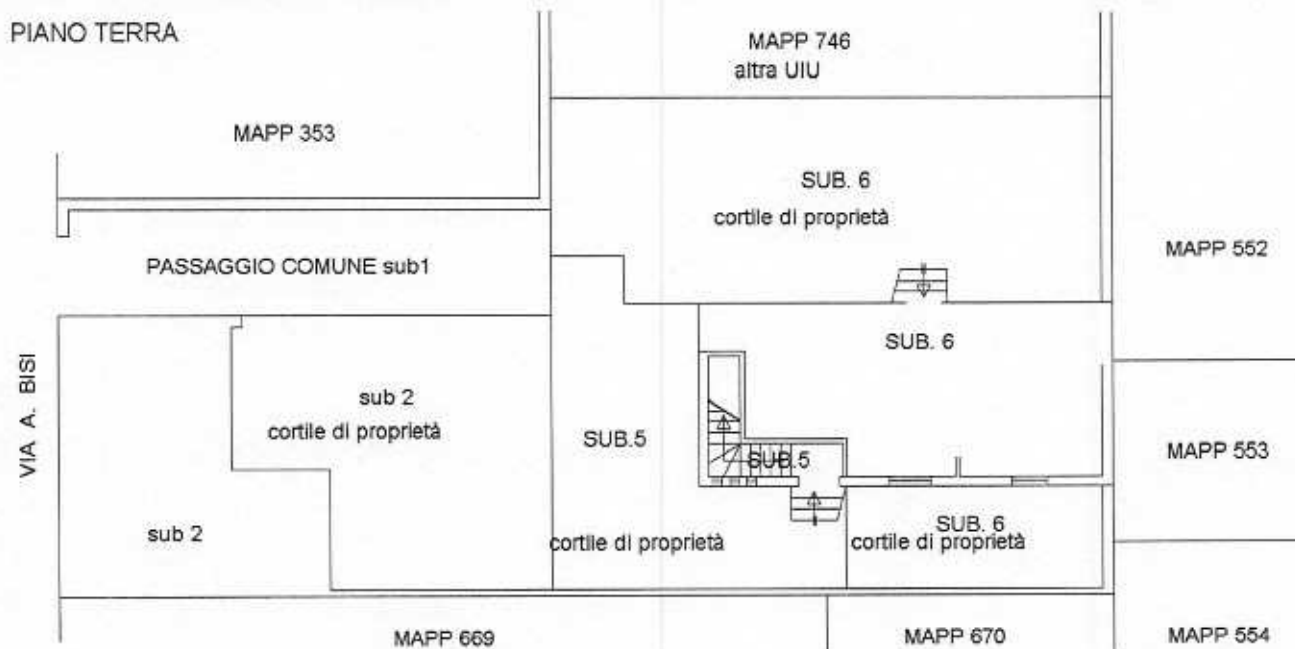 PIANO TERRA
MAPP 746
altra UIU
MAPP 353
SUB. 6
cortile di proprietà
MAPP 552
PASSAGGIO COMUNE sub1
SUB. 6
VIA A. BISI
sub 2
cortile di proprietà
SUB.5
SUB.5
MAPP 553
sub 2
cortile di proprietà
SUB. 6
cortile di proprietà
MAPP 669
MAPP 670
MAPP 554